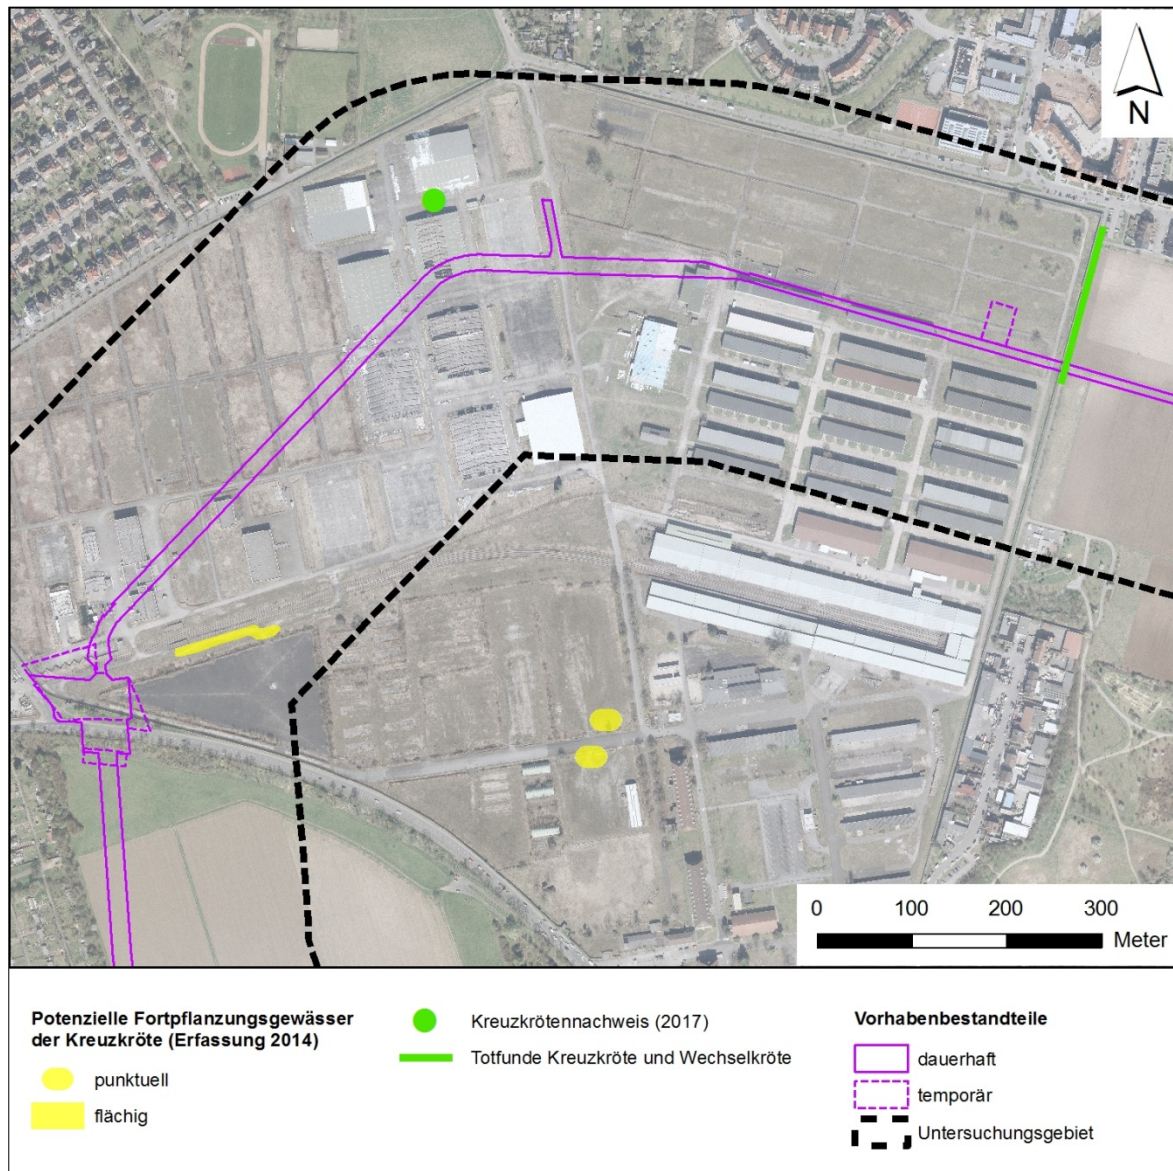 N
0 100 200 300
Meter
Potenzielle Fortpflanzungsgewässer
der Kreuzkröte (Erfassung 2014)
punktuell
flächig
Kreuzkrötennachweis (2017)
Totfunde Kreuzkröte und Wechselkröte
Vorhabenbestandteile
dauerhaft
temporär
Untersuchungsgebiet